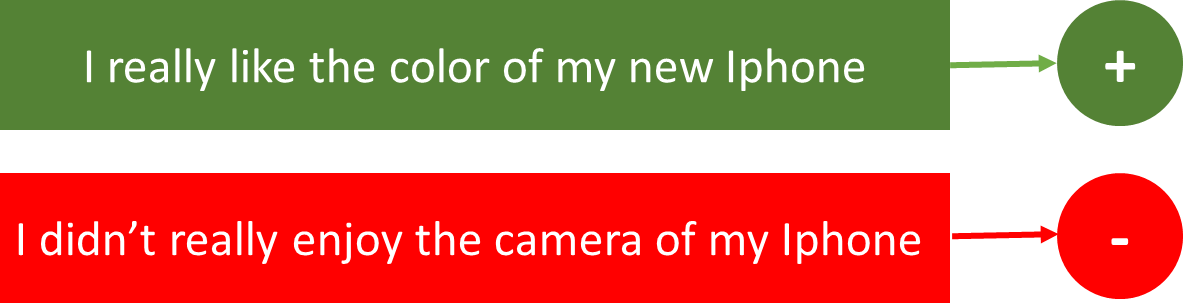 I really like the color of my new Iphone
+
I didn’t really enjoy the camera of my Iphone
-